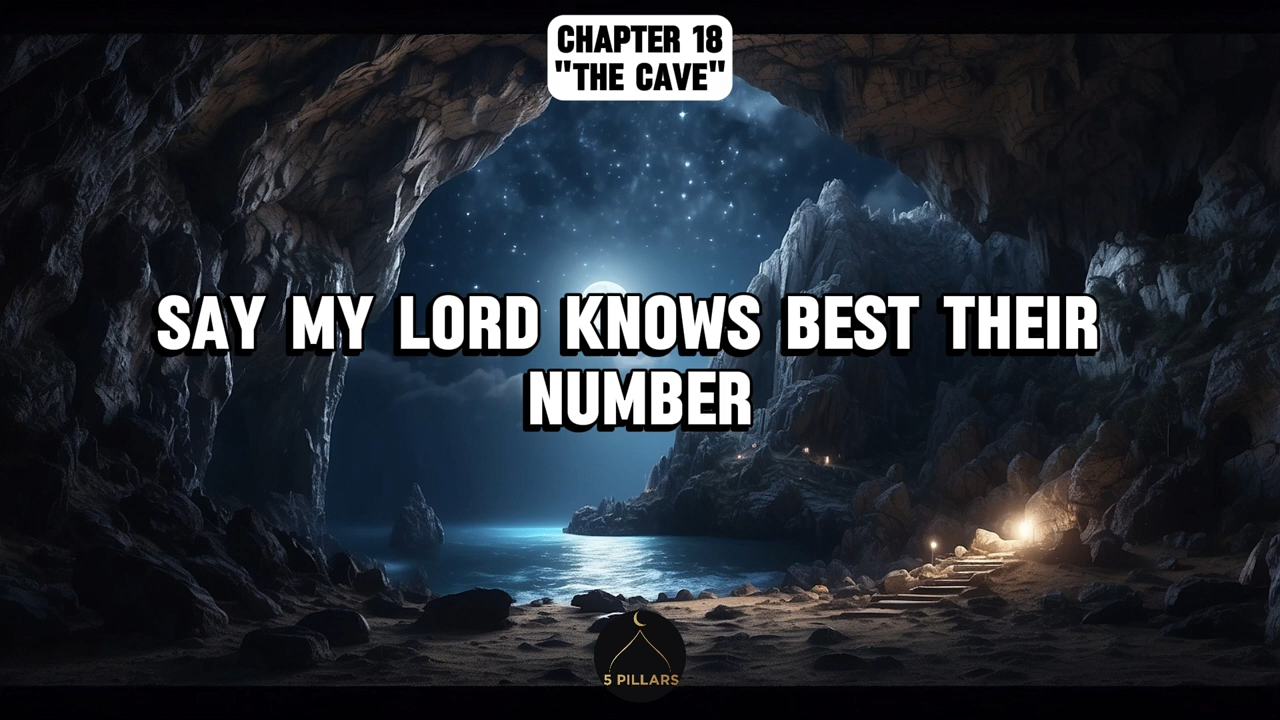 CHAPTER 18
"THE CAVE"
SAY MY LORD KNOWS BEST THEIR
NUMBER
5 PILLARS